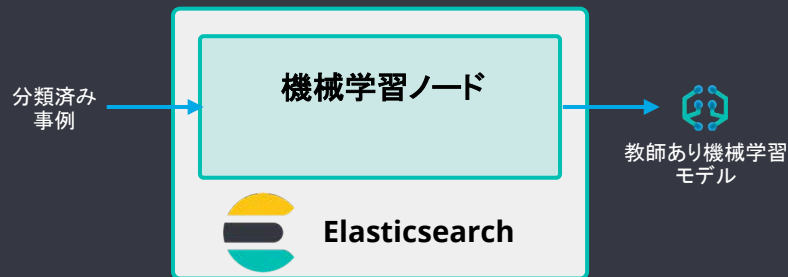 分類済み
事例
機械学習ノード
教師あり機械学習
モデル
Elasticsearch